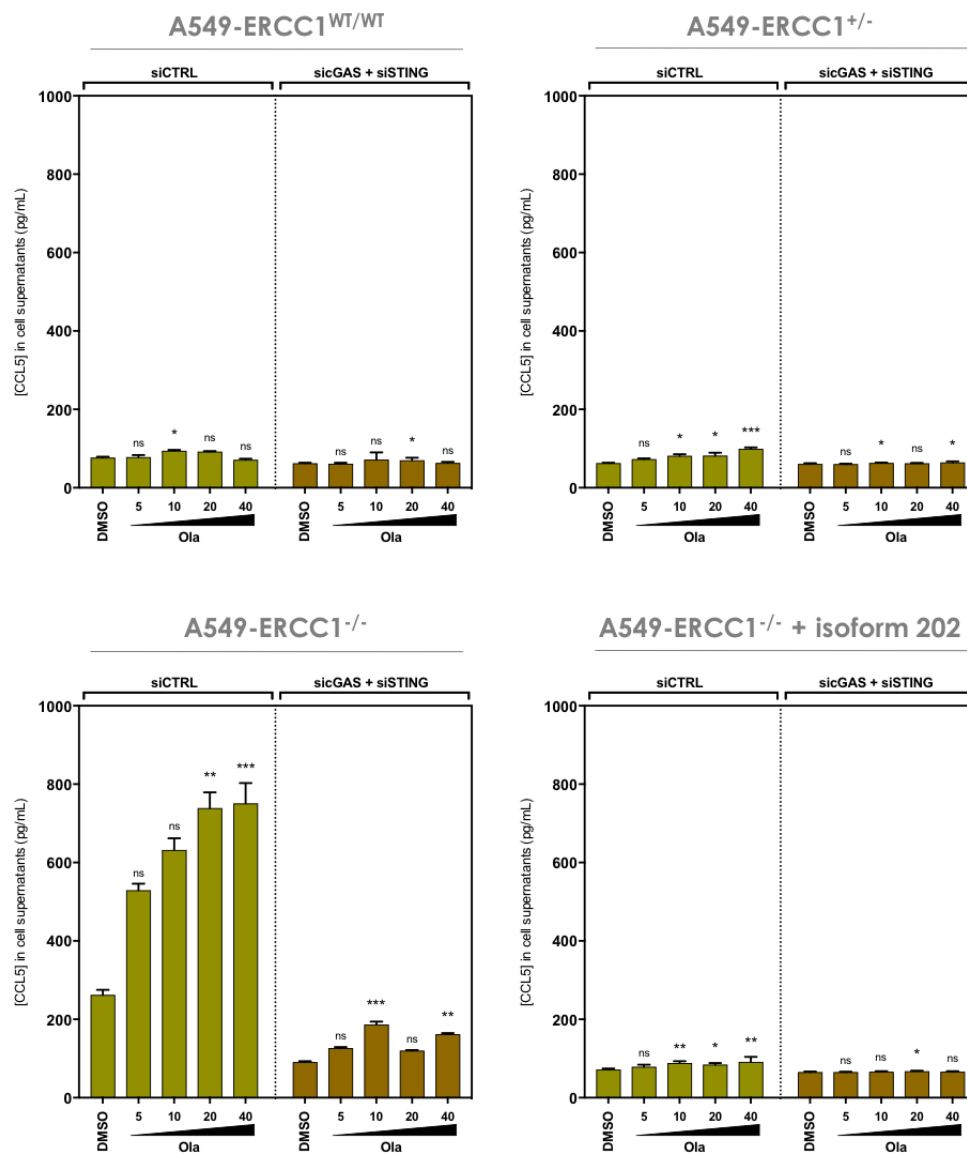 A549-ERCC1WT/WT
siCTRL
sicGAS + siSTING
[CCL5] in cell supernatants (pg/mL)
1000
800
600
400
200
0
ns
*
ns
ns
ns
ns
*
ns
DMSO 5 10 20 40 DMSO 5 10 20 40
Ola
Ola
A549-ERCC1+/-
siCTRL
sicGAS + siSTING
[CCL5] in cell supernatants (pg/mL)
1000
800
600
400
200
0
ns
*
*
***
ns
*
ns
*
DMSO 5 10 20 40 DMSO 5 10 20 40
Ola
Ola
A549-ERCC1-/-
siCTRL
sicGAS + siSTING
[CCL5] in cell supernatants (pg/mL)
1000
800
600
400
200
0
ns
ns
**
***
ns
***
ns
**
DMSO 5 10 20 40 DMSO 5 10 20 40
Ola
Ola
A549-ERCC1-/- + isoform 202
siCTRL
sicGAS + siSTING
[CCL5] in cell supernatants (pg/mL)
1000
800
600
400
200
0
ns
**
*
**
ns
ns
*
ns
DMSO 5 10 20 40 DMSO 5 10 20 40
Ola
Ola